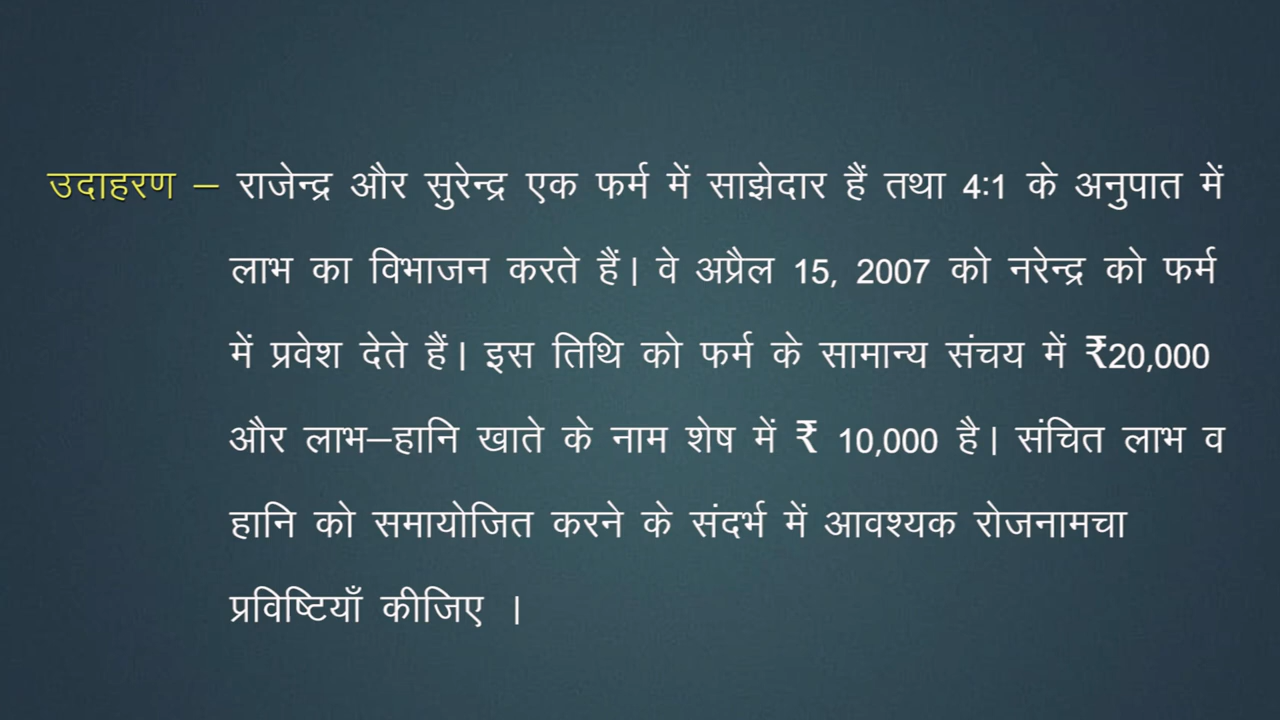 उदाहरण – राजेन्द्र और सुरेन्द्र एक फर्म में साझेदार हैं तथा 4:1 के अनुपात में
लाभ का विभाजन करते हैं। वे अप्रैल 15, 2007 को नरेन्द्र को फर्म
में प्रवेश देते हैं। इस तिथि को फर्म के सामान्य संचय में ₹20,000
और लाभ–हानि खाते के नाम शेष में ₹ 10,000 है। संचित लाभ व
हानि को समायोजित करने के संदर्भ में आवश्यक रोजनामचा
प्रविष्टियाँ कीजिए ।